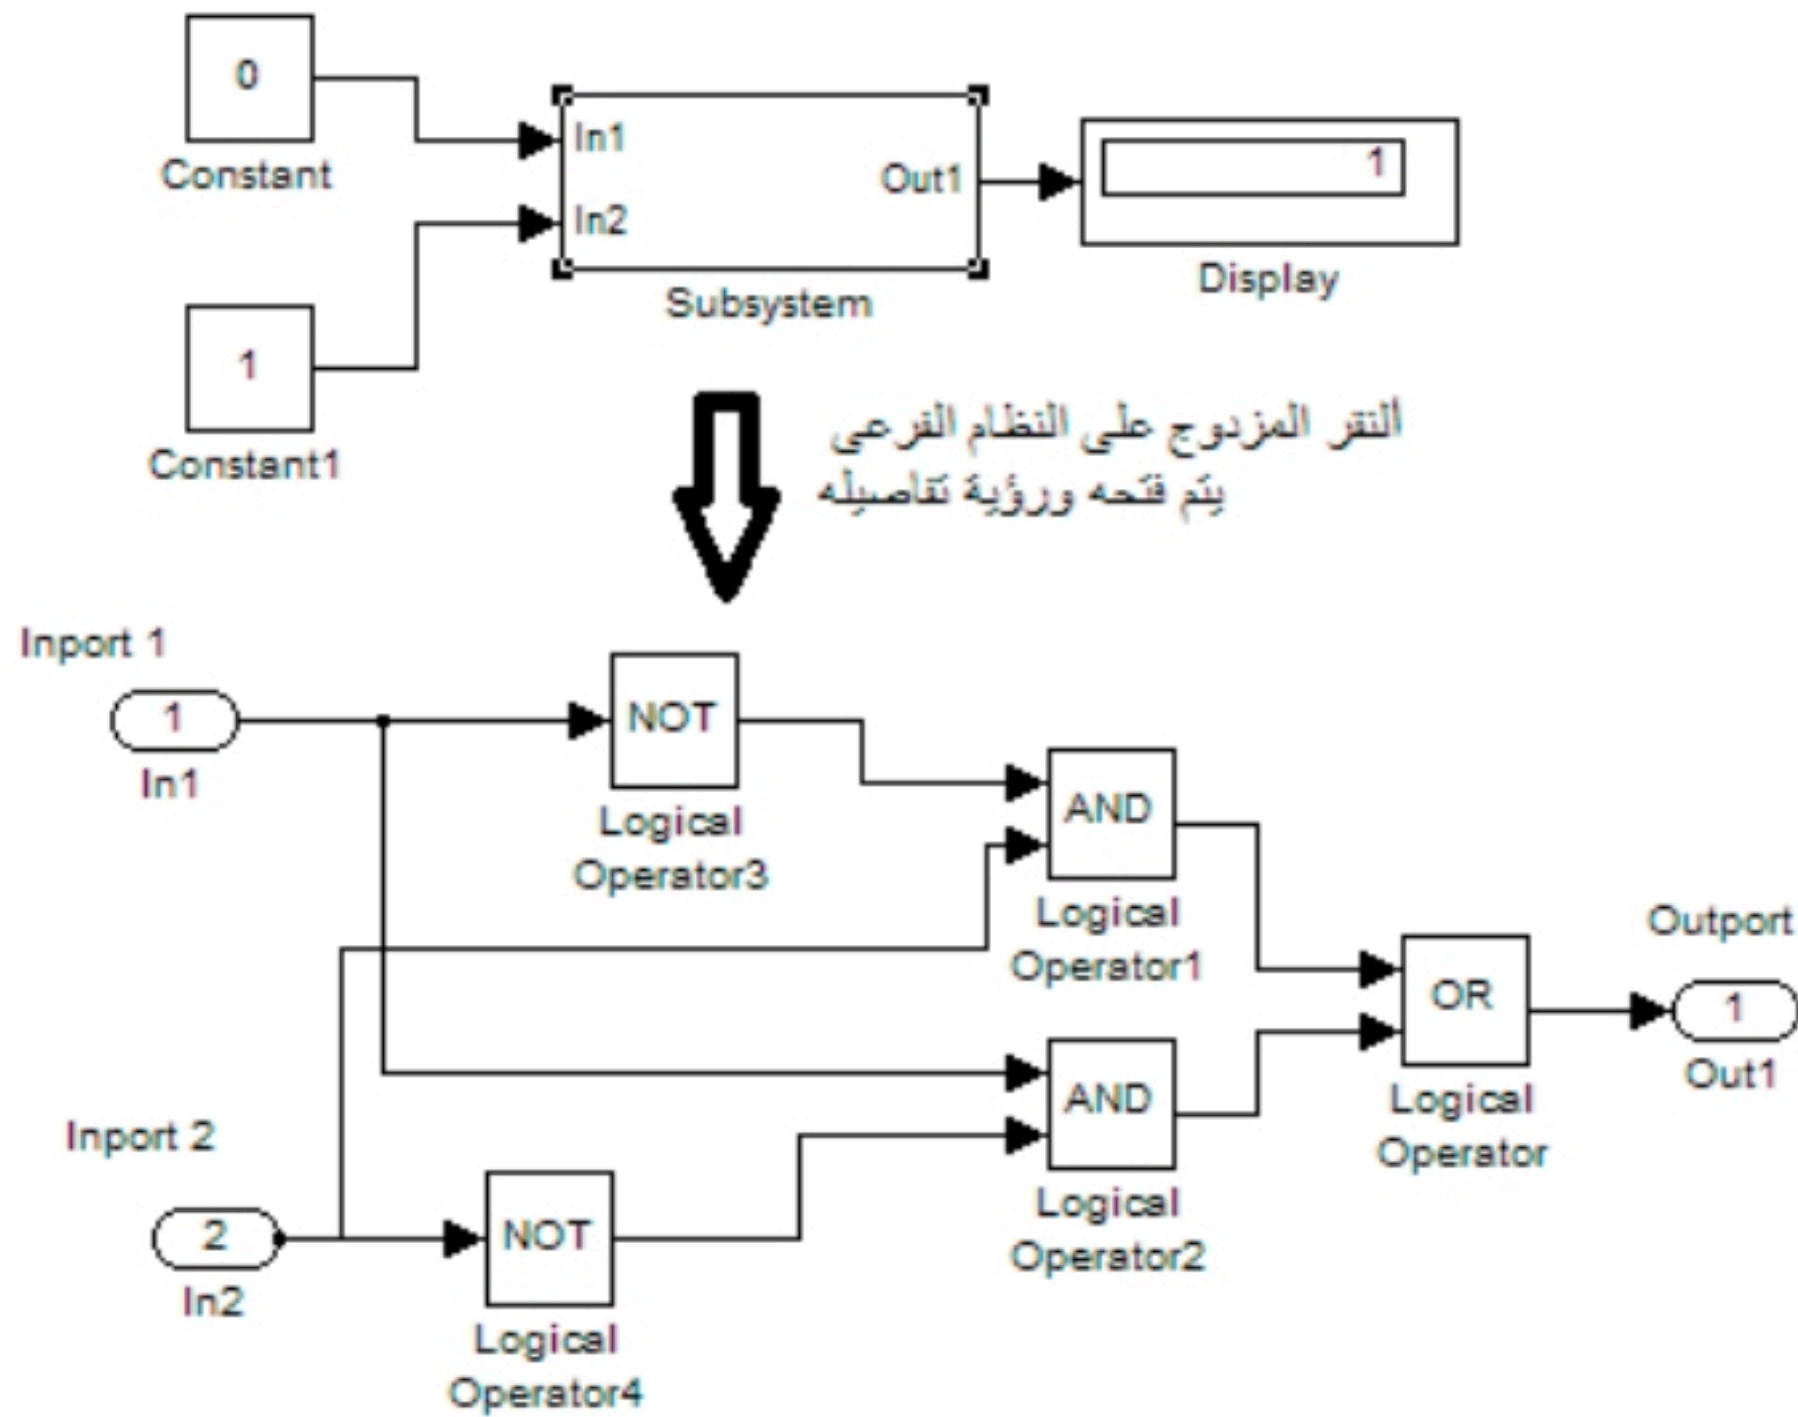 0
Constant
In1
In2
Out1
Subsystem
1
Display
1
Constant1
ألنقر المزدوج على النظام الفرعى
يتم فتحه ورؤية تفاصيله
Inport 1
1
In1
NOT
Logical
Operator3
AND
Logical
Operator1
Outport
OR
1
Out1
Logical
Operator
AND
Logical
Operator2
Inport 2
2
In2
NOT
Logical
Operator4